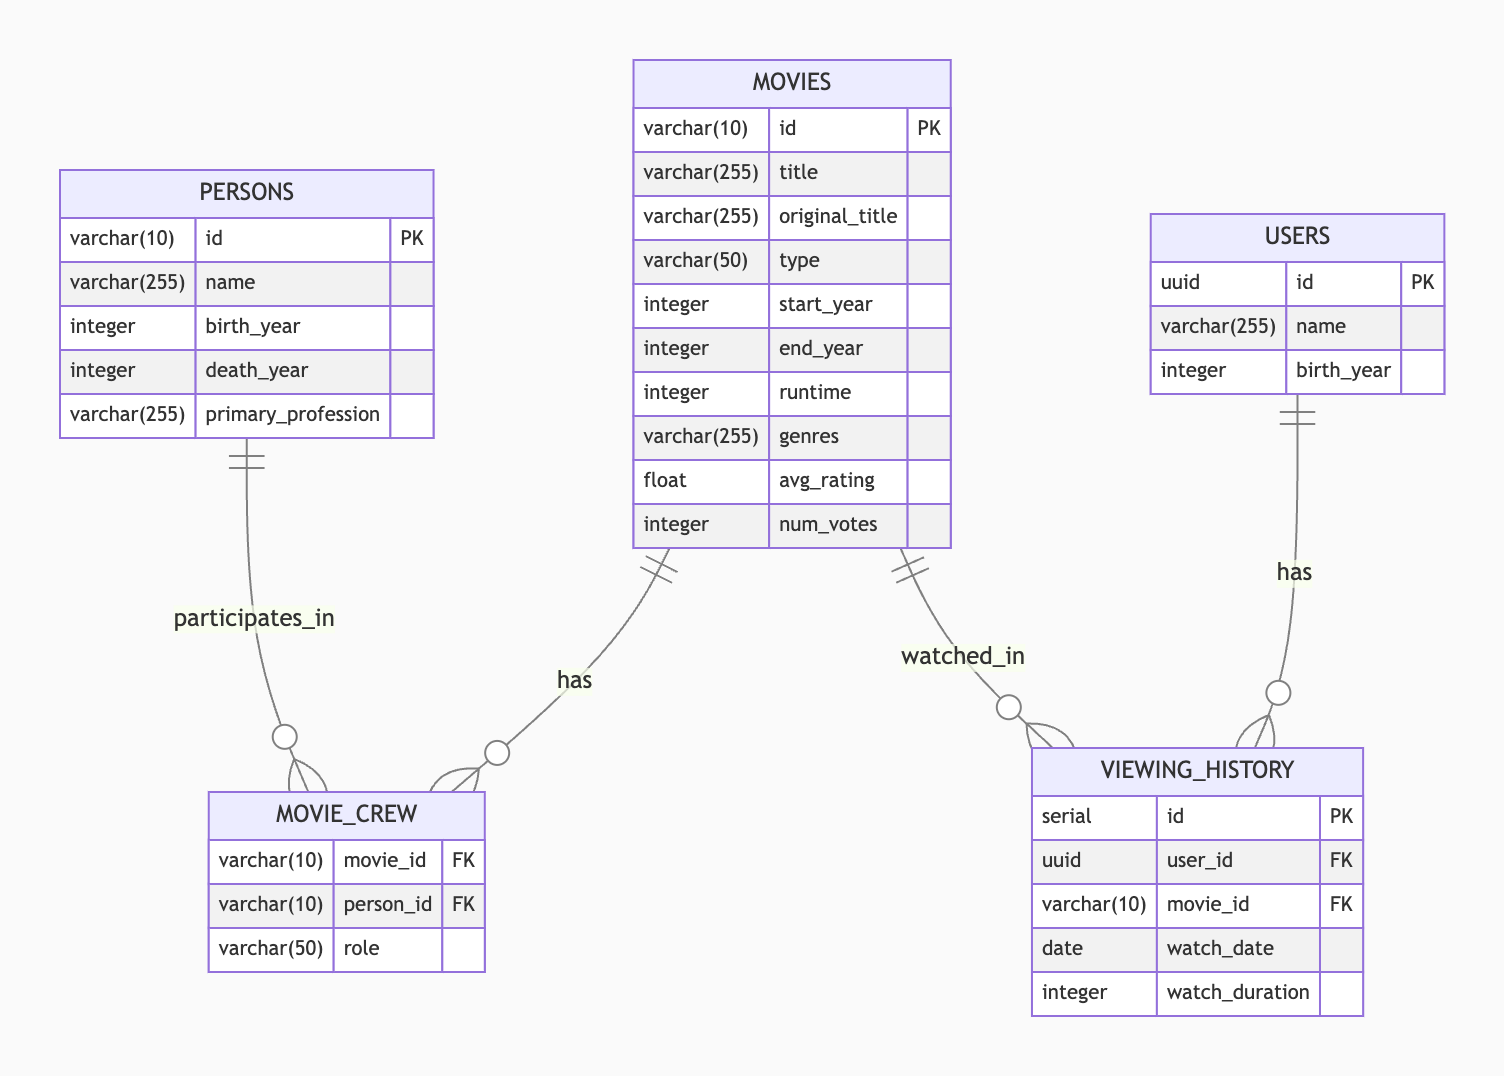 MOVIES
varchar(10) id PK
varchar(255) title
varchar(255) original_title
varchar(50) type
integer start_year
integer end_year
integer runtime
varchar(255) genres
float avg_rating
integer num_votes
PERSONS
varchar(10) id PK
varchar(255) name
integer birth_year
integer death_year
varchar(255) primary_profession
USERS
uuid id PK
varchar(255) name
integer birth_year
participates_in
has
watched_in
has
MOVIE_CREW
varchar(10) movie_id FK
varchar(10) person_id FK
varchar(50) role
VIEWING_HISTORY
serial id PK
uuid user_id FK
varchar(10) movie_id FK
date watch_date
integer watch_duration